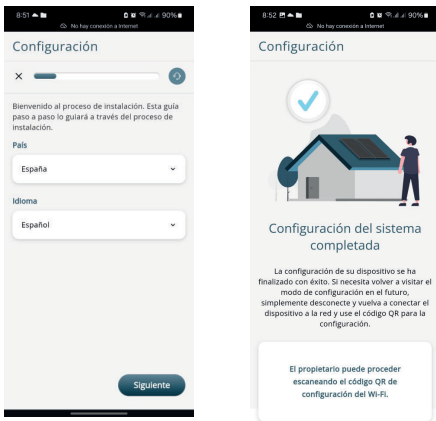 8:51
90%
No hay conexión a Internet
Configuración
Bienvenido al proceso de instalación. Esta guía
paso a paso lo guiará a través del proceso de
instalación.
País
España
Idioma
Español
Siguiente
8:52
90%
No hay conexión a Internet
Configuración
Configuración del sistema
completada
La configuración de su dispositivo se ha
finalizado con éxito. Si necesita volver a visitar el
modo de configuración en el futuro,
simplemente desconecte y vuelva a conectar el
dispositivo a la red y use el código QR para la
configuración.
El propietario puede proceder
escaneando el código QR de
configuración del Wi-Fi.